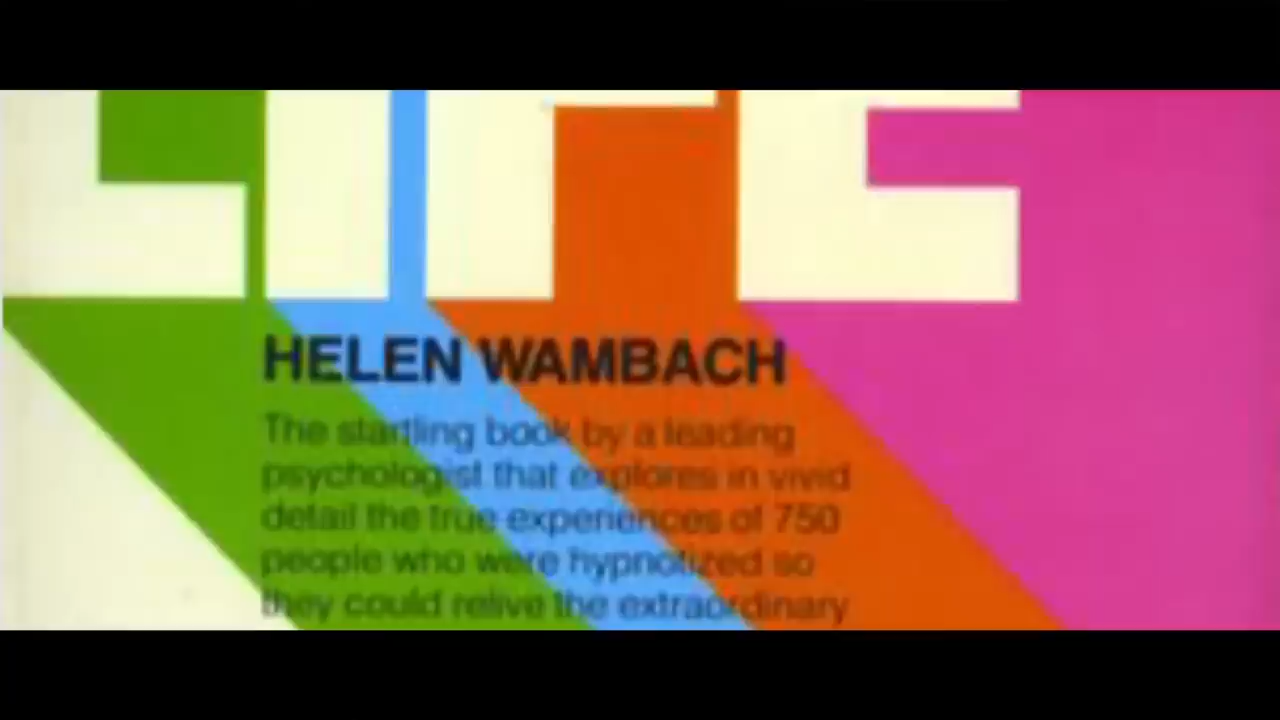 LIFE
HELEN WAMBACH
The startling book by a leading
psychologist that explores in vivid
detail the true experiences of 750
people who were hypnotized so
they could relive the extraordinary